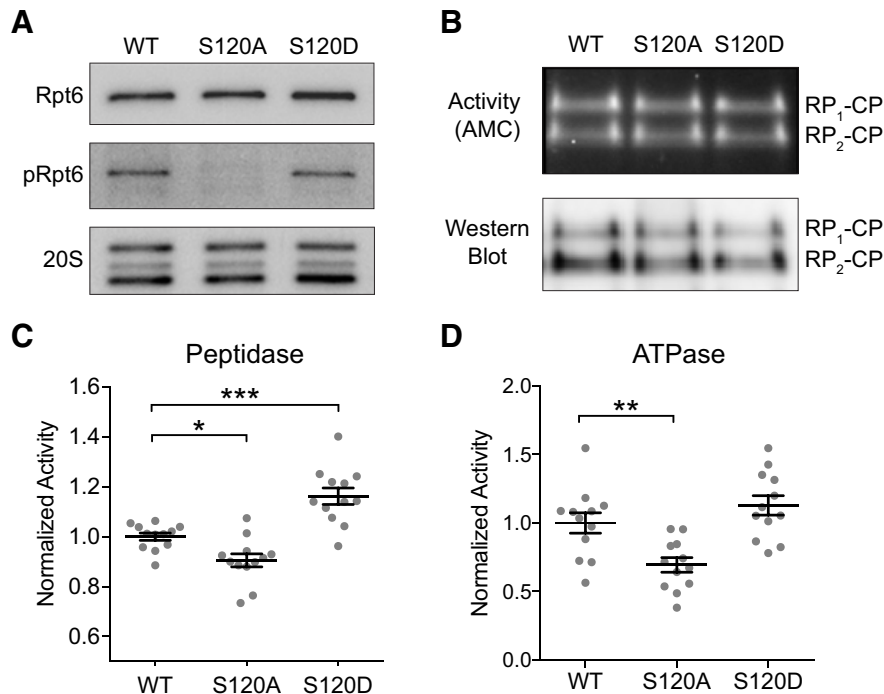 A
WT S120A S120D
Rpt6
pRpt6
20S
B
WT S120A S120D
Activity
(AMC)
RP₁-CP
RP₂-CP
Western
Blot
RP₁-CP
RP₂-CP
C
Peptidase
Normalized Activity
1.6
1.4
1.2
1.0
0.8
0.6
***
*
WT S120A S120D
D
ATPase
Normalized Activity
2.0
1.5
1.0
0.5
0.0
**
WT S120A S120D